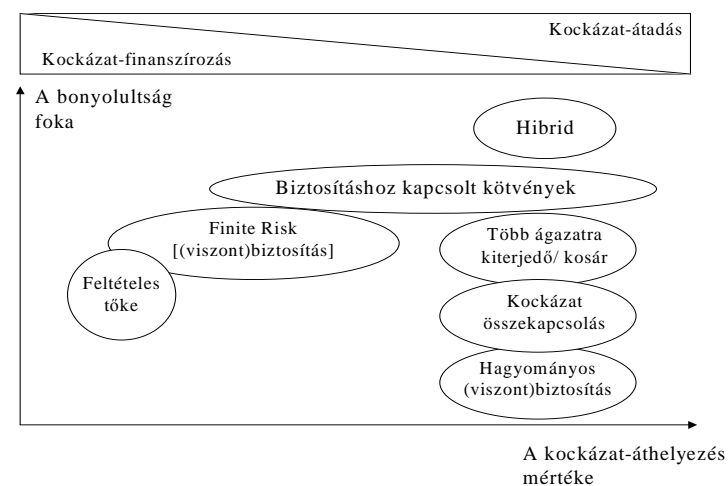 Kockázat-átadás
Kockázat-finanszírozás
A bonyolultság
foka
Hibrid
Biztosításhoz kapcsolt kötvények
Finite Risk
[(viszont)biztosítás]
Több ágazatra
kiterjedő/ kosár
Feltételes
tőke
Kockázat
összekapcsolás
Hagyományos
(viszont)biztosítás
A kockázat-áthelyezés
mértéke